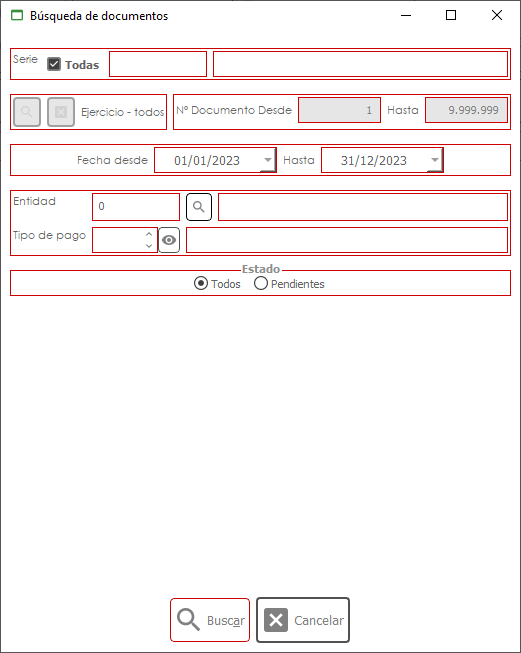 Búsqueda de documentos
Serie Todas
Ejercicio - todos Nº Documento Desde 1 Hasta 9.999.999
Fecha desde 01/01/2023 Hasta 31/12/2023
Entidad 0
Tipo de pago
Estado
Todos Pendientes
Buscar Cancelar